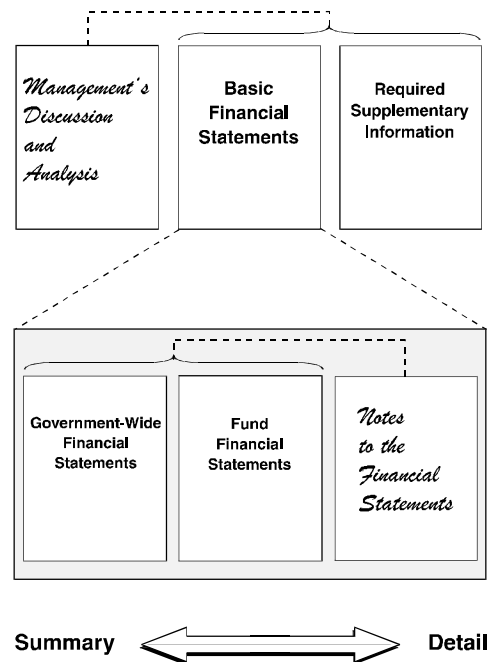 Management's
Discussion
and
Analysis
Basic
Financial
Statements
Required
Supplementary
Information
Government-Wide
Financial
Statements
Fund
Financial
Statements
Notes
to the
Financial
Statements
Summary
Detail